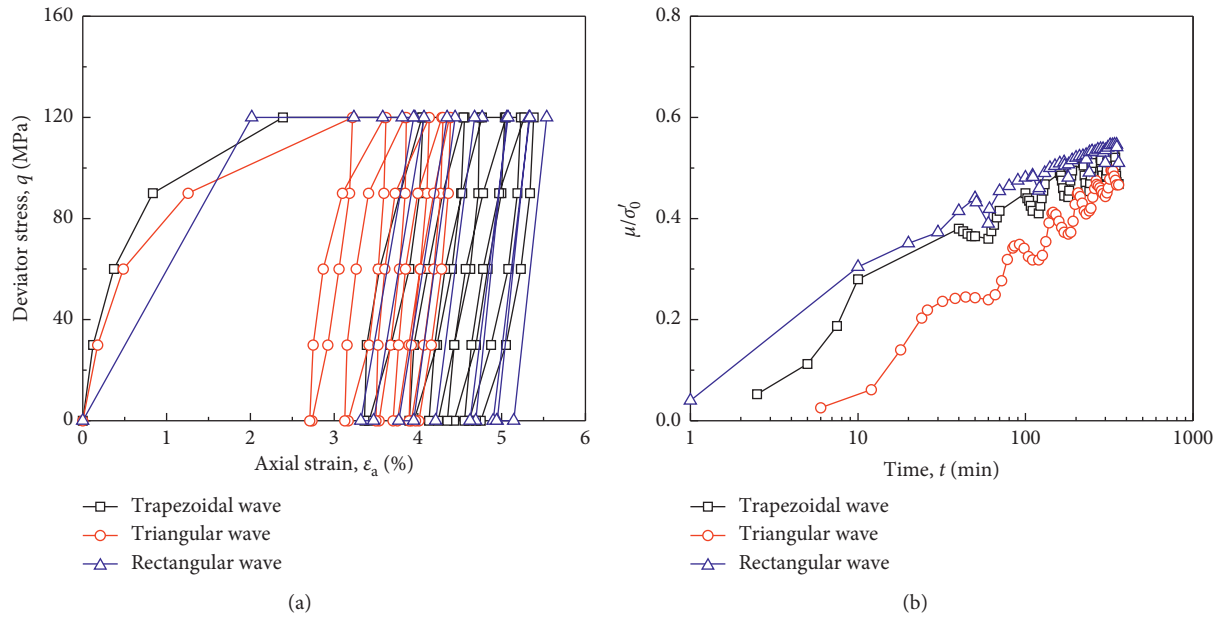 160
120
80
40
0
Deviator stress, q (MPa)
0 1 2 3 4 5 6
Axial strain, εa (%)
Trapezoidal wave
Triangular wave
Rectangular wave
(a)
0.8
0.6
0.4
0.2
0.0
μ/σ′0
1 10 100 1000
Time, t (min)
Trapezoidal wave
Triangular wave
Rectangular wave
(b)